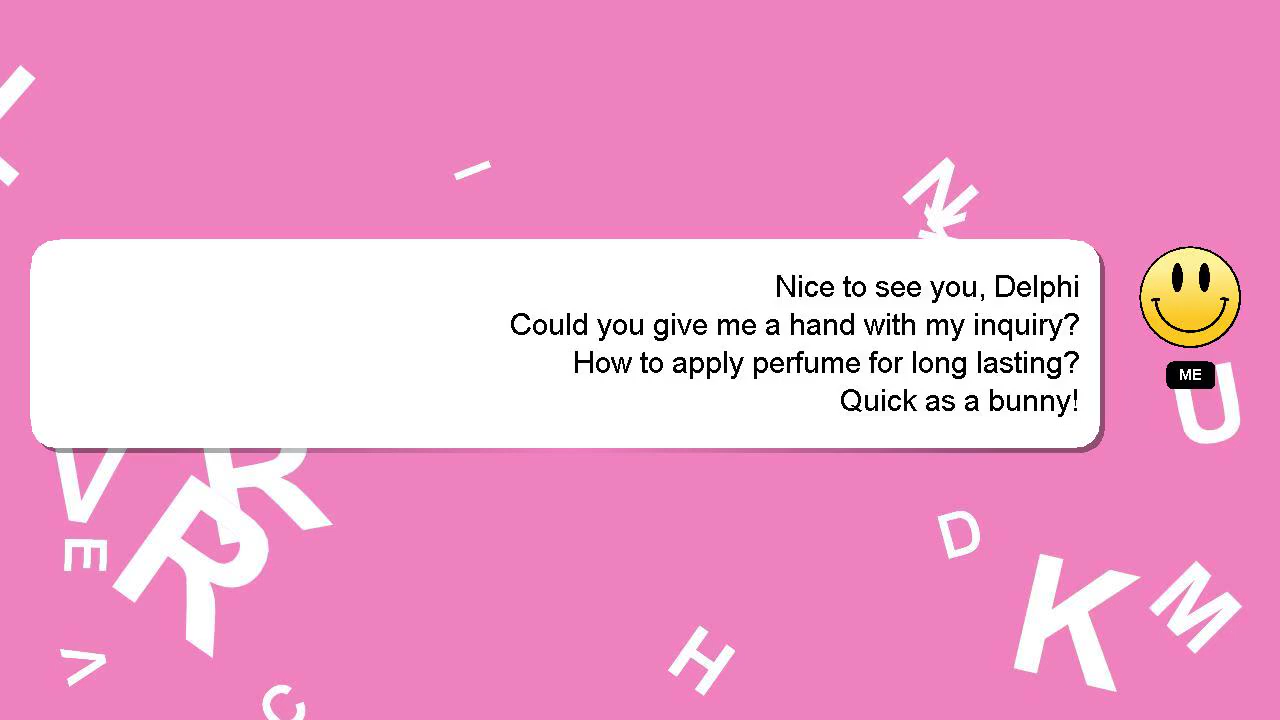 I
N
Nice to see you, Delphi
Could you give me a hand with my inquiry?
How to apply perfume for long lasting?
Quick as a bunny!
ME
U
V
R
R
E
D
K
M
V
H
C